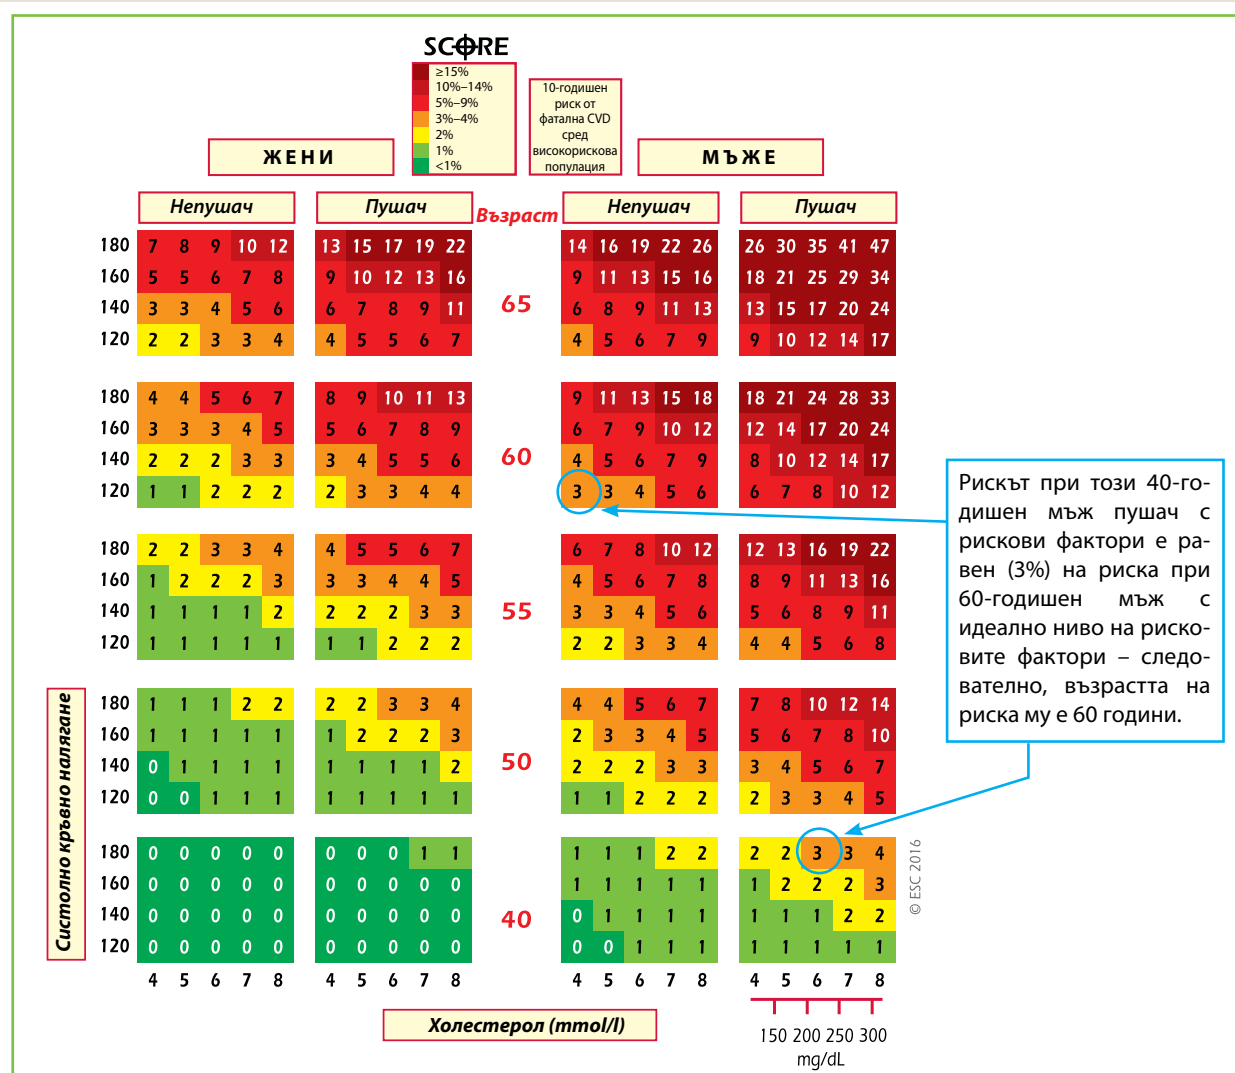 SCORE
≥15%
10%–14%
5%–9%
3%–4%
2%
1%
<1%
10-годишен
риск от
фатална CVD
сред
високорискова
популация
ЖЕНИ
МЪЖЕ
Непушач Пушач Възраст Непушач Пушач
180 7 8 9 10 12 13 15 17 19 22 14 16 19 22 26 26 30 35 41 47
160 5 5 6 7 8 9 10 12 13 16 9 11 13 15 16 18 21 25 29 34
65
140 3 3 4 5 6 6 7 8 9 11 6 8 9 11 13 13 15 17 20 24
120 2 2 3 3 4 4 5 5 6 7 4 5 6 7 9 9 10 12 14 17
180 4 4 5 6 7 8 9 10 11 13 9 11 13 15 18 18 21 24 28 33
160 3 3 3 4 5 5 6 7 8 9 6 7 9 10 12 12 14 17 20 24
60
140 2 2 2 3 3 3 4 5 5 6 4 5 6 7 9 8 10 12 14 17
120 1 1 2 2 2 2 3 3 4 4 3 3 4 5 6 6 7 8 10 12
180 2 2 3 3 4 4 5 5 6 7 6 7 8 10 12 12 13 16 19 22
160 1 2 2 2 3 3 3 4 4 5 4 5 6 7 8 8 9 11 13 16
55
140 1 1 1 1 2 2 2 2 3 3 3 3 4 5 6 5 6 8 9 11
120 1 1 1 1 1 1 1 2 2 2 2 2 3 3 4 4 4 5 6 8
180 1 1 1 2 2 2 2 3 3 4 4 4 5 6 7 7 8 10 12 14
160 1 1 1 1 1 1 2 2 2 3 2 3 3 4 5 5 6 7 8 10
50
140 0 1 1 1 1 1 1 1 1 2 2 2 2 3 3 3 4 5 6 7
120 0 0 1 1 1 1 1 1 1 1 1 1 2 2 2 2 3 3 4 5
180 0 0 0 0 0 0 0 0 1 1 1 1 1 2 2 2 2 3 3 4
160 0 0 0 0 0 0 0 0 0 0 1 1 1 1 1 1 2 2 2 3
40
140 0 0 0 0 0 0 0 0 0 0 0 1 1 1 1 1 1 1 2 2
120 0 0 0 0 0 0 0 0 0 0 0 0 1 1 1 1 1 1 1 1
4 5 6 7 8 4 5 6 7 8 4 5 6 7 8 4 5 6 7 8
Систолно кръвно налягане
Холестерол (mmol/l)
150 200 250 300
mg/dL
© ESC 2016
Рискът при този 40-го-
дишен мъж пушач с
рискови фактори е ра-
вен (3%) на риска при
60-годишен мъж с
идеално ниво на риско-
вите фактори – следо-
вателно, възрастта на
риска му е 60 години.